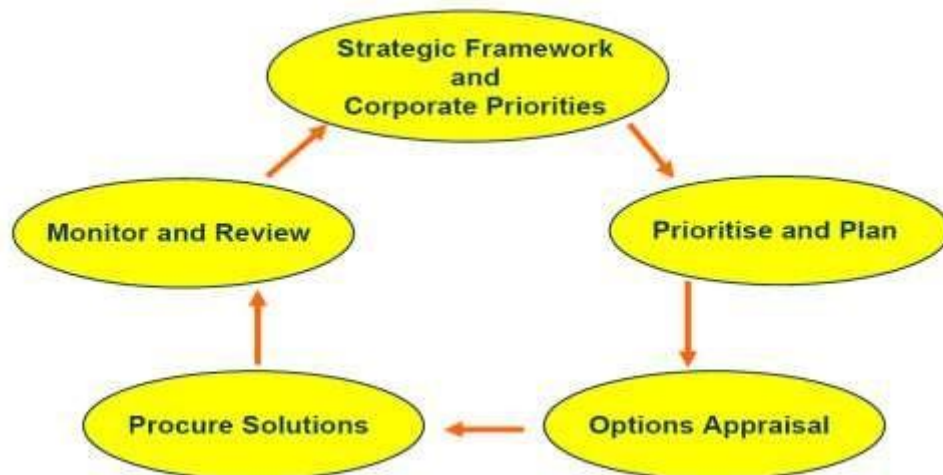 Strategic Framework
and
Corporate Priorities
Monitor and Review
Prioritise and Plan
Procure Solutions
Options Appraisal